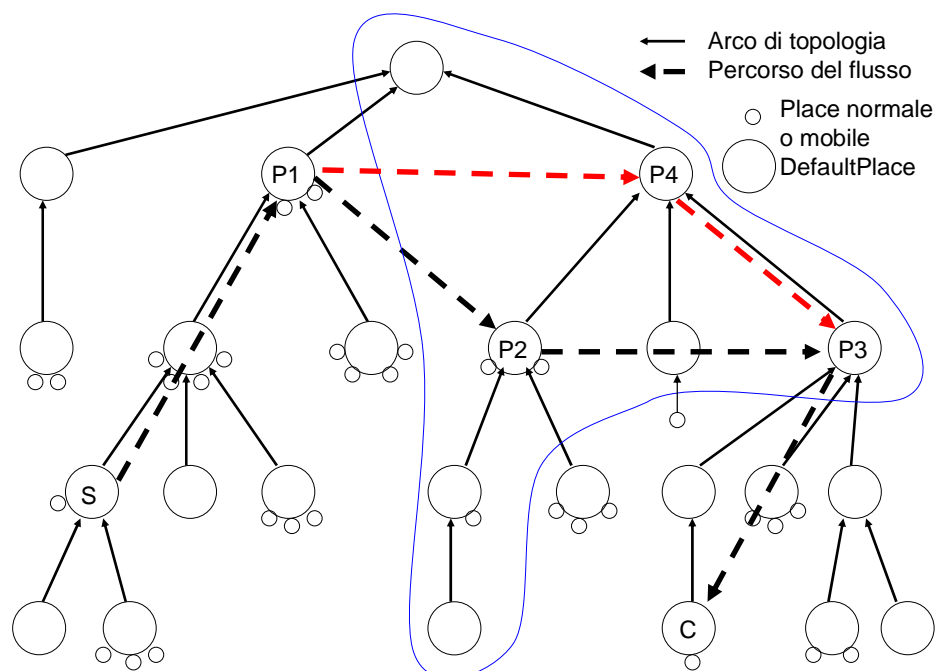 Arco di topologia
Percorso del flusso
Place normale
o mobile
DefaultPlace
P1
P4
P2
P3
S
C